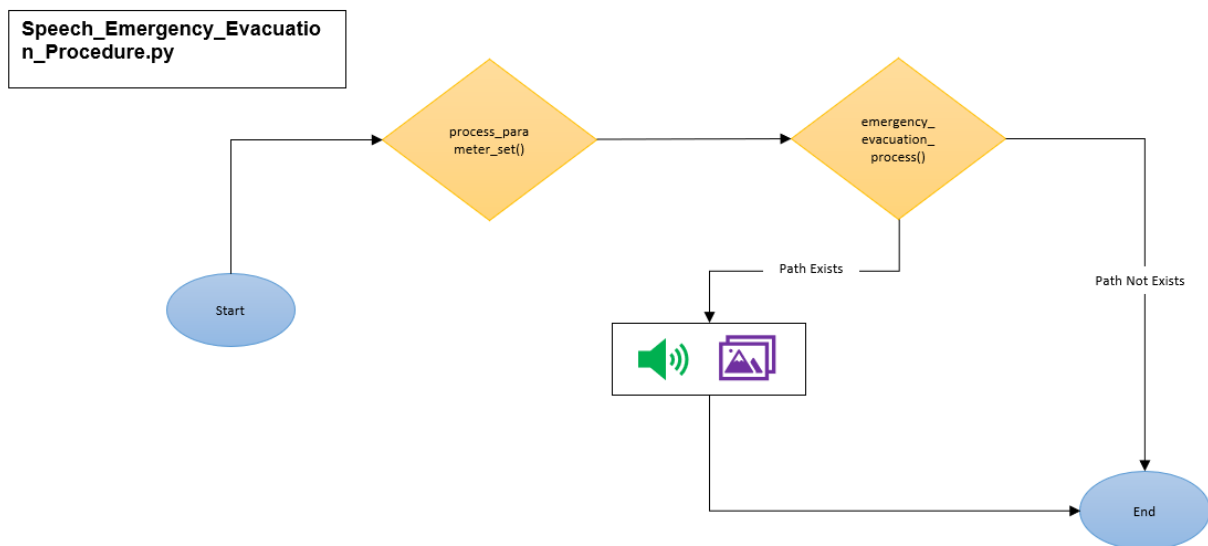 Speech_Emergency_Evacuatio
n_Procedure.py
process_para
meter_set()
emergency_
evacuation_
process()
Path Exists
Path Not Exists
Start
End